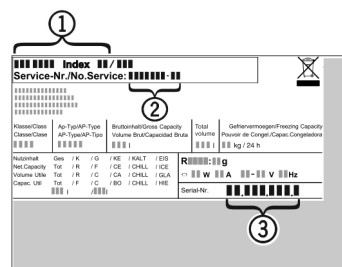 1
Index /
Service-Nr./No.Service: -
2
Klasse/Class
Classe/Clase
Ap-Typ/AP-Type
AP-Type/AP-Tipo
Bruttoinhalt/Gross Capacity
Volume Brut/Capacidad Bruta
l
Total
volume
l
Gefriervermoegen/Freezing Capacity
Pouvoir de Congel./Capac.Congeladora
kg / 24 h
Nutzinhalt Ges / K / G / KE / KALT / EIS
Net.Capacity Tot / R / F / CE / CHILL / ICE
Volume Utile Tot / R / C / CA / CHILL / GLA
Capac. Util Tot / F / C / BO / CHILL / HIE
l / l
R : g
W A - V Hz
Serial-Nr. . . .
3